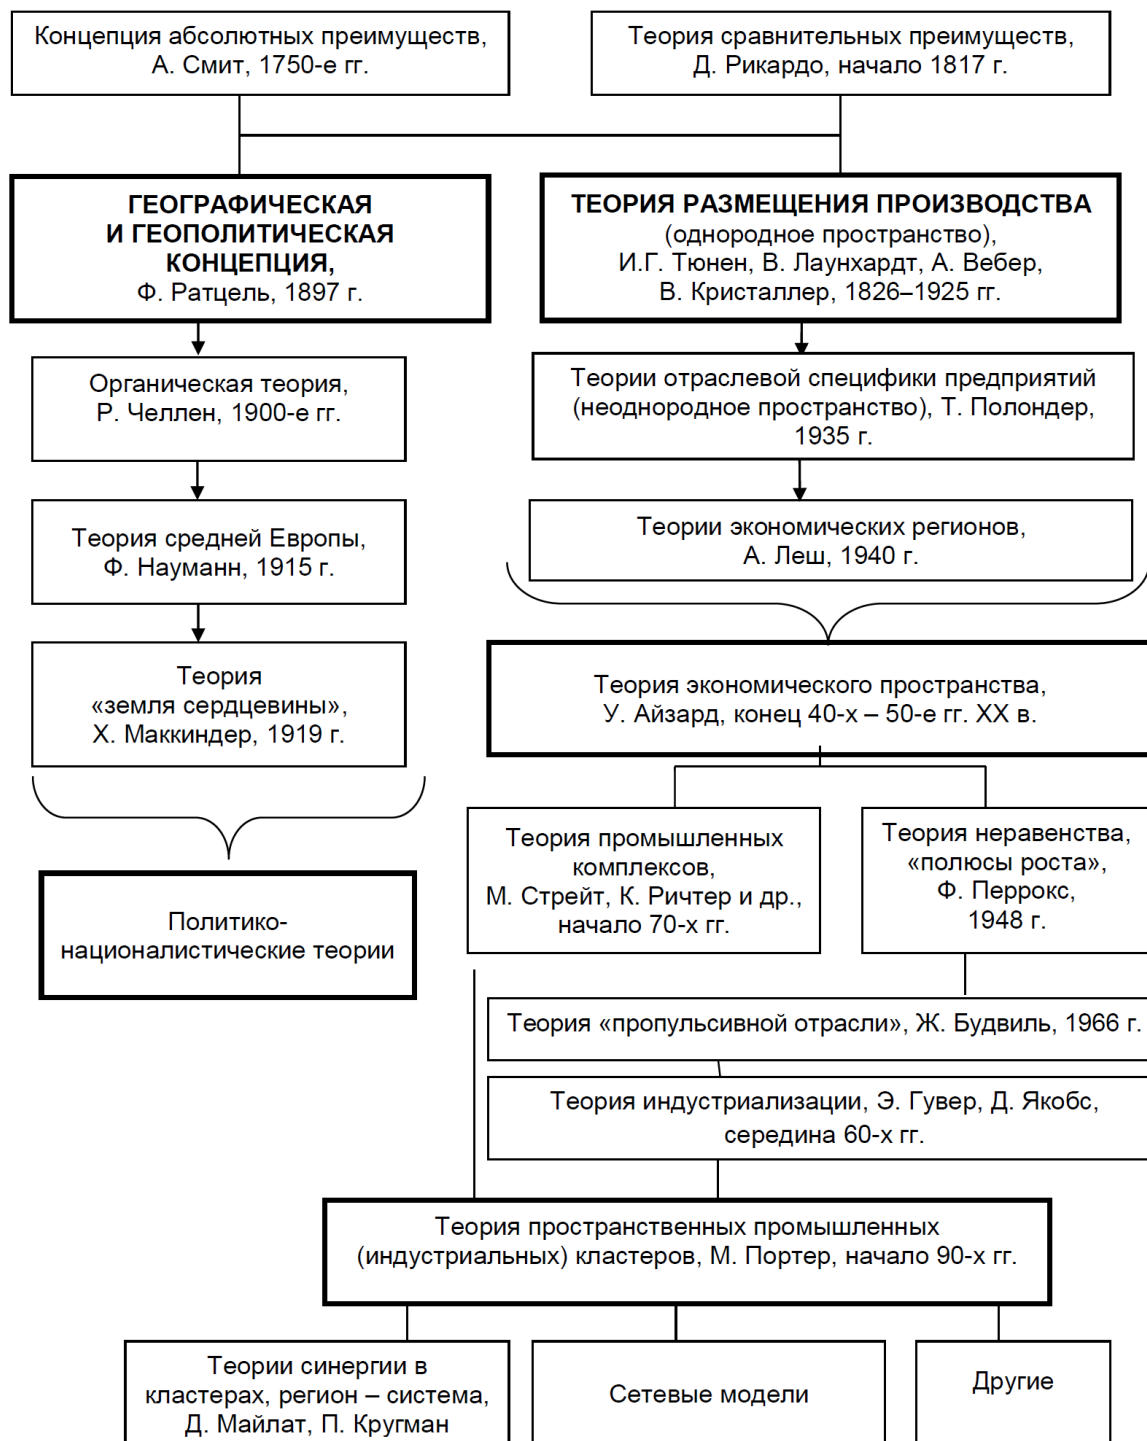 Концепция абсолютных преимуществ,
А. Смит, 1750-е гг.
Теория сравнительных преимуществ,
Д. Рикардо, начало 1817 г.
ГЕОГРАФИЧЕСКАЯ
И ГЕОПОЛИТИЧЕСКАЯ
КОНЦЕПЦИЯ,
Ф. Ратцель, 1897 г.
ТЕОРИЯ РАЗМЕЩЕНИЯ ПРОИЗВОДСТВА
(однородное пространство),
И.Г. Тюнен, В. Лаунхардт, А. Вебер,
В. Кристаллер, 1826–1925 гг.
Органическая теория,
Р. Челлен, 1900-е гг.
Теории отраслевой специфики предприятий
(неоднородное пространство), Т. Полондер,
1935 г.
Теория средней Европы,
Ф. Науманн, 1915 г.
Теории экономических регионов,
А. Леш, 1940 г.
Теория
«земля сердцевины»,
Х. Маккиндер, 1919 г.
Теория экономического пространства,
У. Айзард, конец 40-х – 50-е гг. XX в.
Теория промышленных
комплексов,
М. Стрейт, К. Ричтер и др.,
начало 70-х гг.
Теория неравенства,
«полюсы роста»,
Ф. Перрокс,
1948 г.
Политико-
националистические теории
Теория «пропульсивной отрасли», Ж. Будвиль, 1966 г.
Теория индустриализации, Э. Гувер, Д. Якобс,
середина 60-х гг.
Теория пространственных промышленных
(индустриальных) кластеров, М. Портер, начало 90-х гг.
Теории синергии в
кластерах, регион – система,
Д. Майлат, П. Кругман
Сетевые модели
Другие